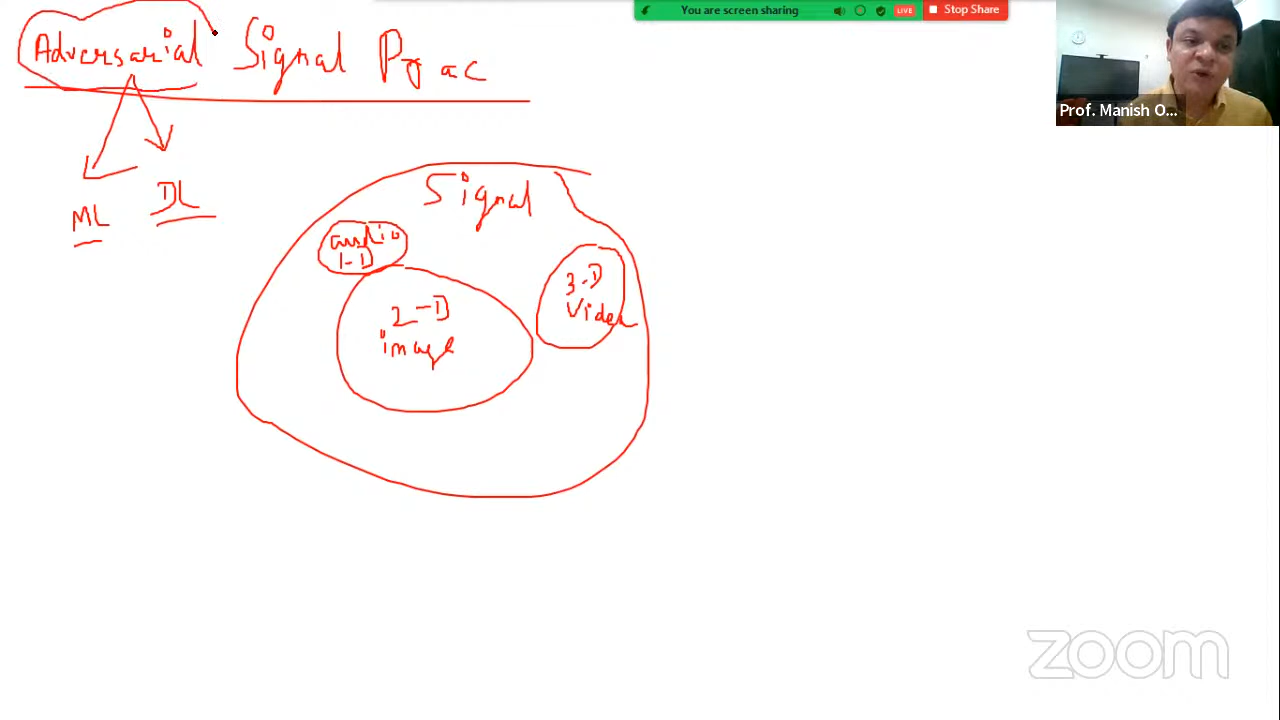 You are screen sharing LIVE Stop Share
Adversarial Signal Proac
Prof. Manish O...
ML DL
Signal
audio
1-D
3-D
Video
2-D
image
zoom